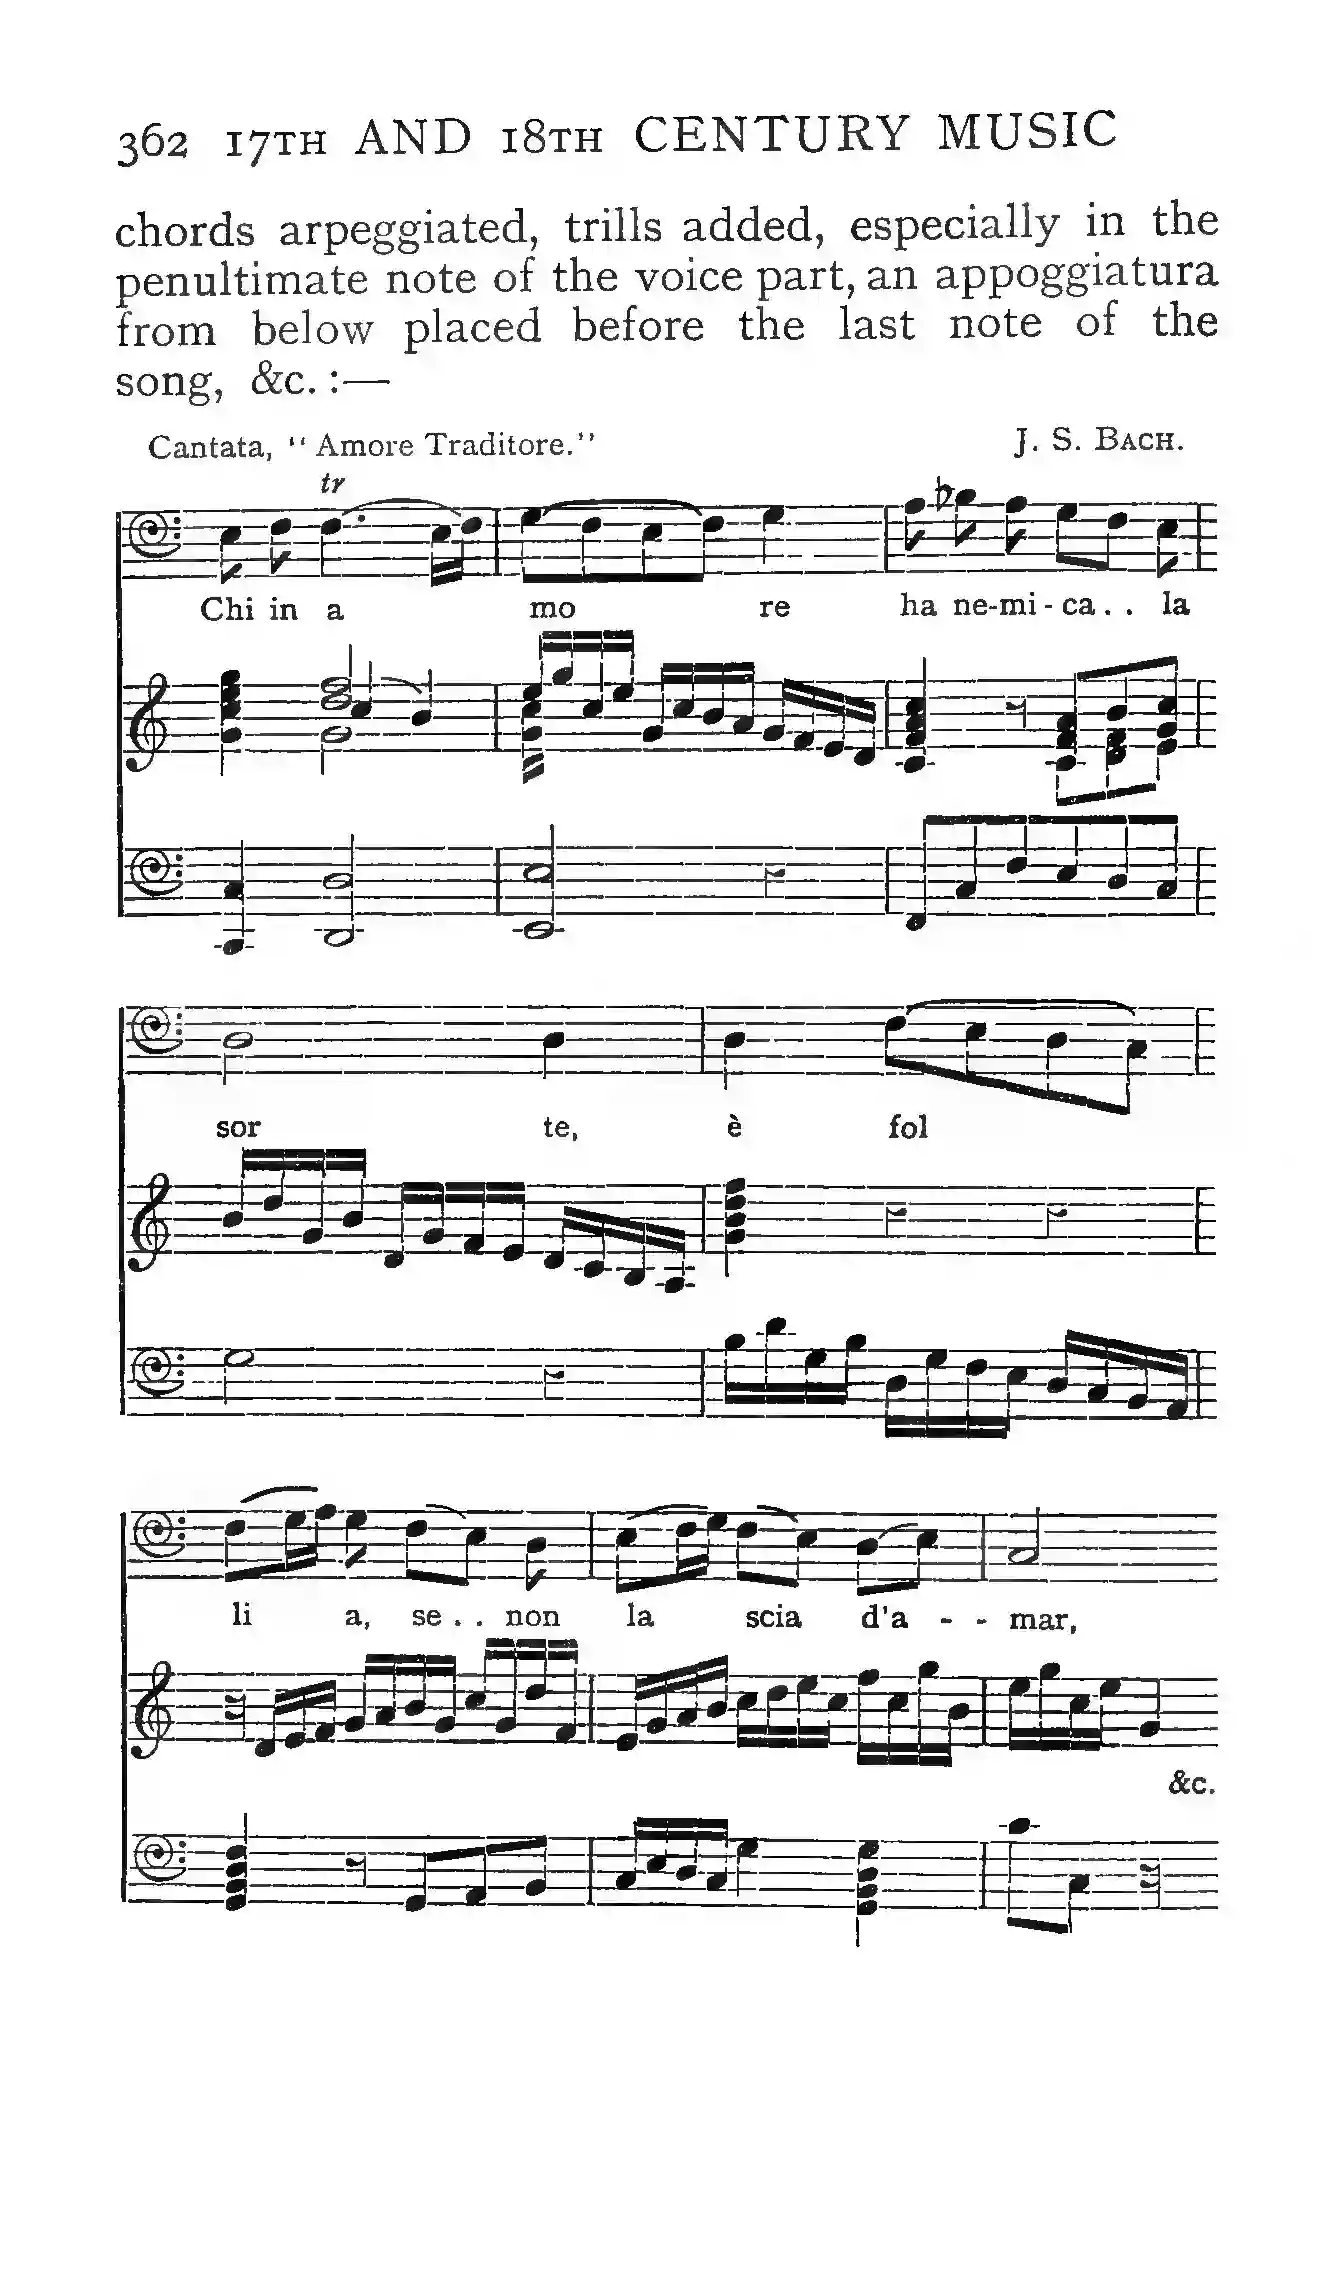 362 17TH AND 18TH CENTURY MUSIC
chords arpeggiated, trills added, especially in the
penultimate note of the voice part, an appoggiatura
from below placed before the last note of the
song, &c. :—
Cantata, "Amore Traditore." J. S. BACH.
tr
Chi in a mo re ha ne-mi - ca . . la
sor te, è fol
li a, se . . non la scia d'a - - mar,
&c.